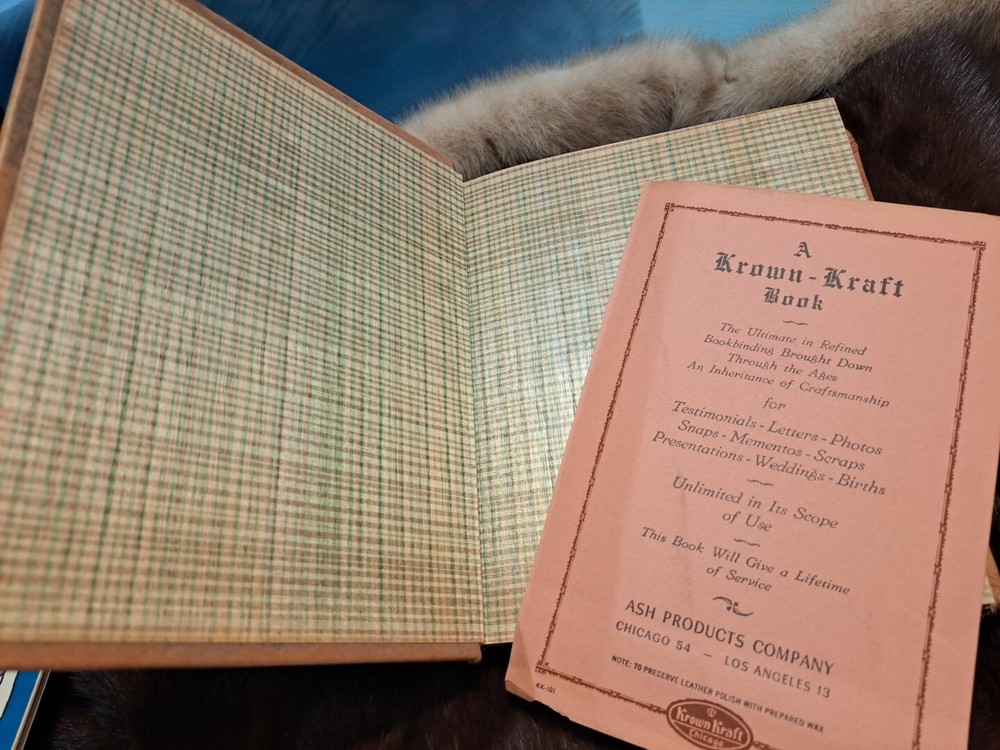 A
Krown-Kraft
Book
The Ultimate in Refined
Bookbinding Brought Down
Through the Ages
An Inheritance of Craftsmanship
for
Testimonials - Letters - Photos
Snaps - Mementos - Scraps
Presentations - Weddings - Births
Unlimited in Its Scope
of Use
This Book Will Give a Lifetime
of Service
ASH PRODUCTS COMPANY
CHICAGO 54 - LOS ANGELES 13
NOTE: TO PRESERVE LEATHER POLISH WITH PREPARED WAX
KK-101
Krown Kraft
Chicago